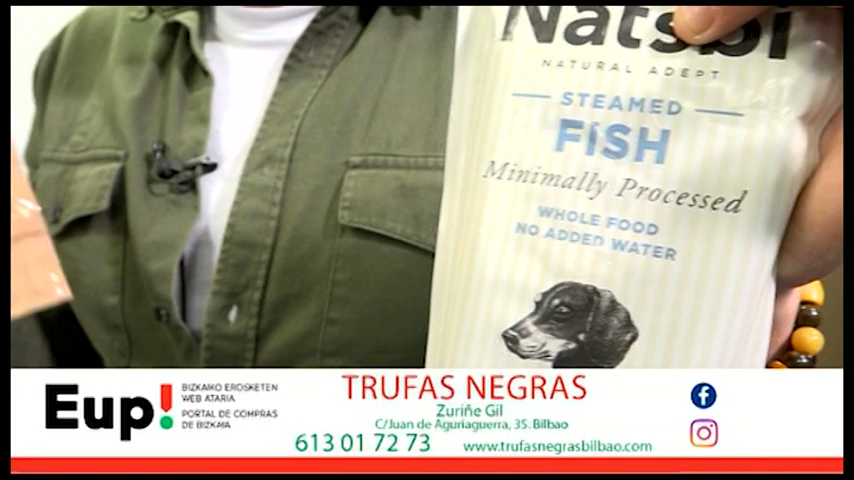 Natsbi
NATURAL ADEPT
STEAMED
FISH
Minimally Processed
WHOLE FOOD
NO ADDED WATER
Eup!
BIZKAIKO EROSKETEN
WEB ATARIA
PORTAL DE COMPRAS
DE BIZKAIA
TRUFAS NEGRAS
Zuriñe Gil
C/Juan de Aguriaguerra, 35. Bilbao
613 01 72 73
www.trufasnegrasbilbao.com